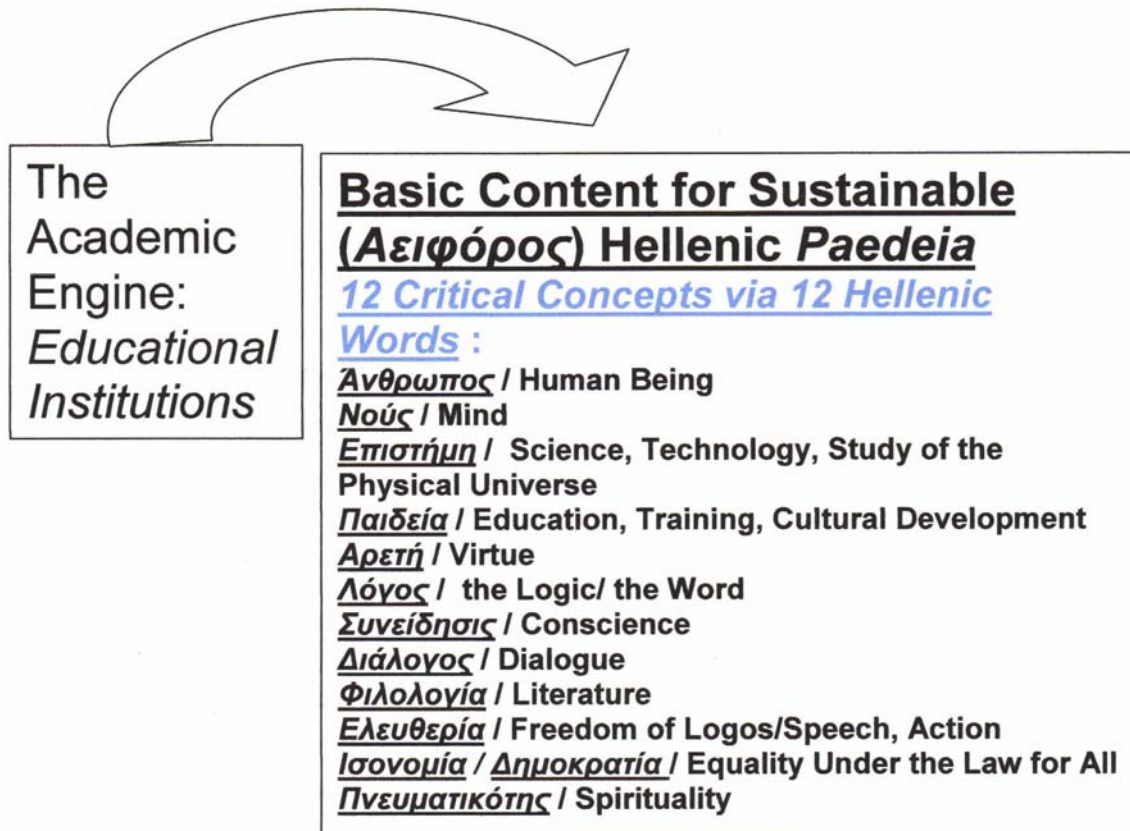 The
Academic
Engine:
Educational
Institutions
Basic Content for Sustainable
(Αειφόρος) Hellenic Paedeia
12 Critical Concepts via 12 Hellenic
Words :
Άνθρωπος / Human Being
Νούς / Mind
Επιστήμη / Science, Technology, Study of the
Physical Universe
Παιδεία / Education, Training, Cultural Development
Αρετή / Virtue
Λόγος / the Logic/ the Word
Συνείδησις / Conscience
Διάλογος / Dialogue
Φιλολογία / Literature
Ελευθερία / Freedom of Logos/Speech, Action
Ισονομία / Δημοκρατία / Equality Under the Law for All
Πνευματικότης / Spirituality